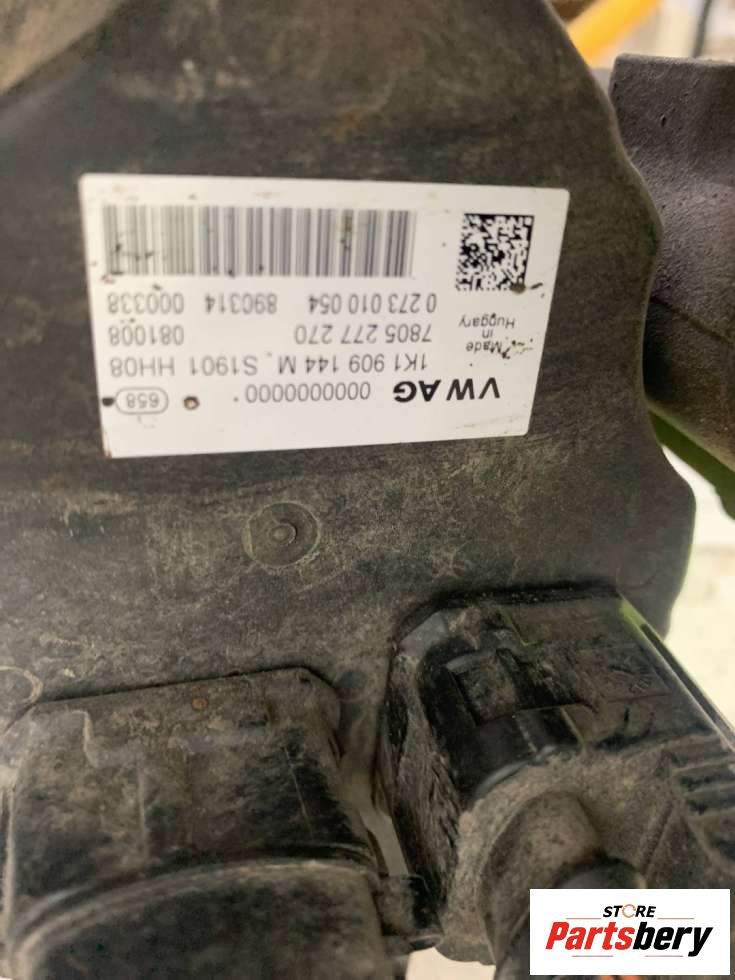 VW AG 0000000000
1K1 909 144 M. S1901 HH08
7805 277 270 081008
0 273 010 054 890314 000338
658
Made
in
Huggary
STORE
Partsbery